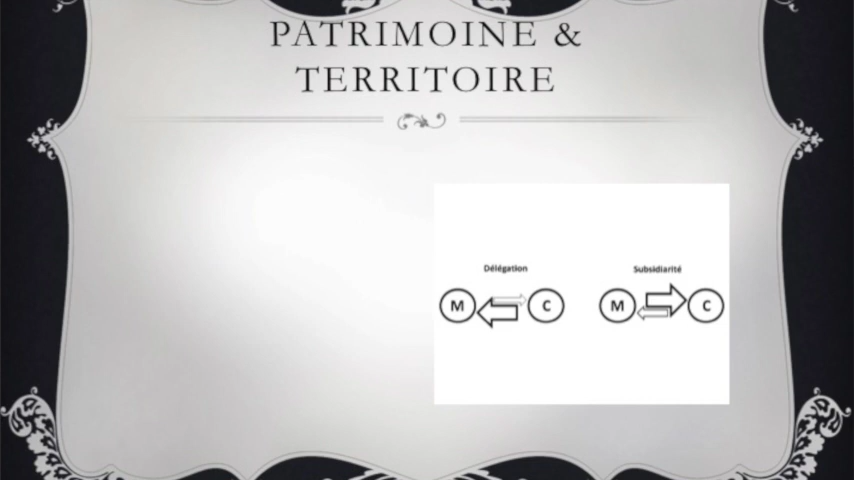 PATRIMOINE &
TERRITOIRE
Délégation
Subsidiarité
M C M C